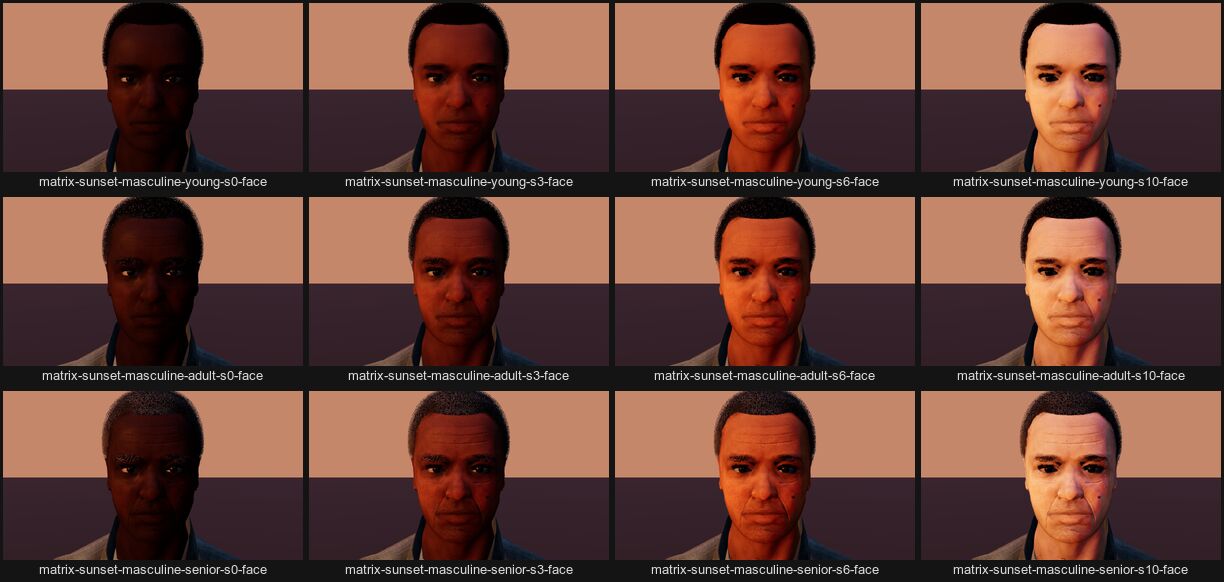 matrix-sunset-masculine-young-s0-face
matrix-sunset-masculine-young-s3-face
matrix-sunset-masculine-young-s6-face
matrix-sunset-masculine-young-s10-face
matrix-sunset-masculine-adult-s0-face
matrix-sunset-masculine-adult-s3-face
matrix-sunset-masculine-adult-s6-face
matrix-sunset-masculine-adult-s10-face
matrix-sunset-masculine-senior-s0-face
matrix-sunset-masculine-senior-s3-face
matrix-sunset-masculine-senior-s6-face
matrix-sunset-masculine-senior-s10-face